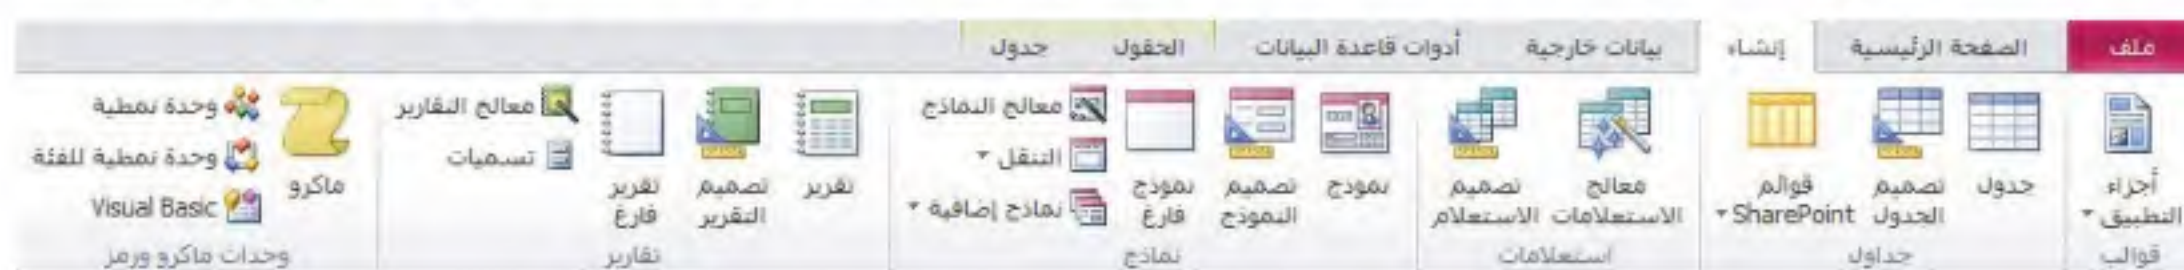 ملف الصفحة الرئيسية إنشاء بيانات خارجية أدوات قاعدة البيانات الحقول جدول
أجزاء
التطبيق
قوالب
جدول
تصميم
الجدول
قوائم
SharePoint
جداول
معالج
الاستعلامات
تصميم
الاستعلام
استعلامات
نموذج
تصميم
النموذج
نموذج
فارغ
معالج النماذج
التنقل
نماذج إضافية
نماذج
تقرير
تصميم
التقرير
تقرير
فارغ
معالج التقارير
تسميات
تقارير
ماكرو
وحدة نمطية
وحدة نمطية للفئة
Visual Basic
وحدات ماكرو ورمز